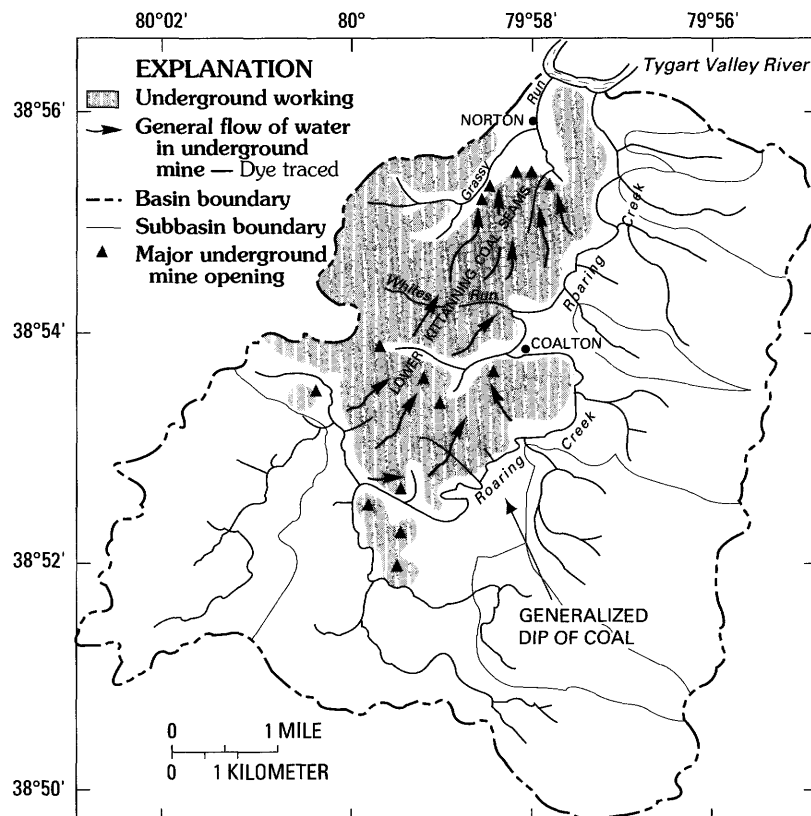 80°02' 80° 79°58' 79°56'
Tygart Valley River
EXPLANATION
Underground working
General flow of water
in underground
mine — Dye traced
Basin boundary
Subbasin boundary
Major underground
mine opening
38°56'
38°54'
38°52'
38°50'
NORTON
Grassy Run
LOWER KITTANNING COAL SEAMS
Whites Run
Roaring Creek
COALTON
Roaring Creek
GENERALIZED
DIP OF COAL
0 1 MILE
0 1 KILOMETER